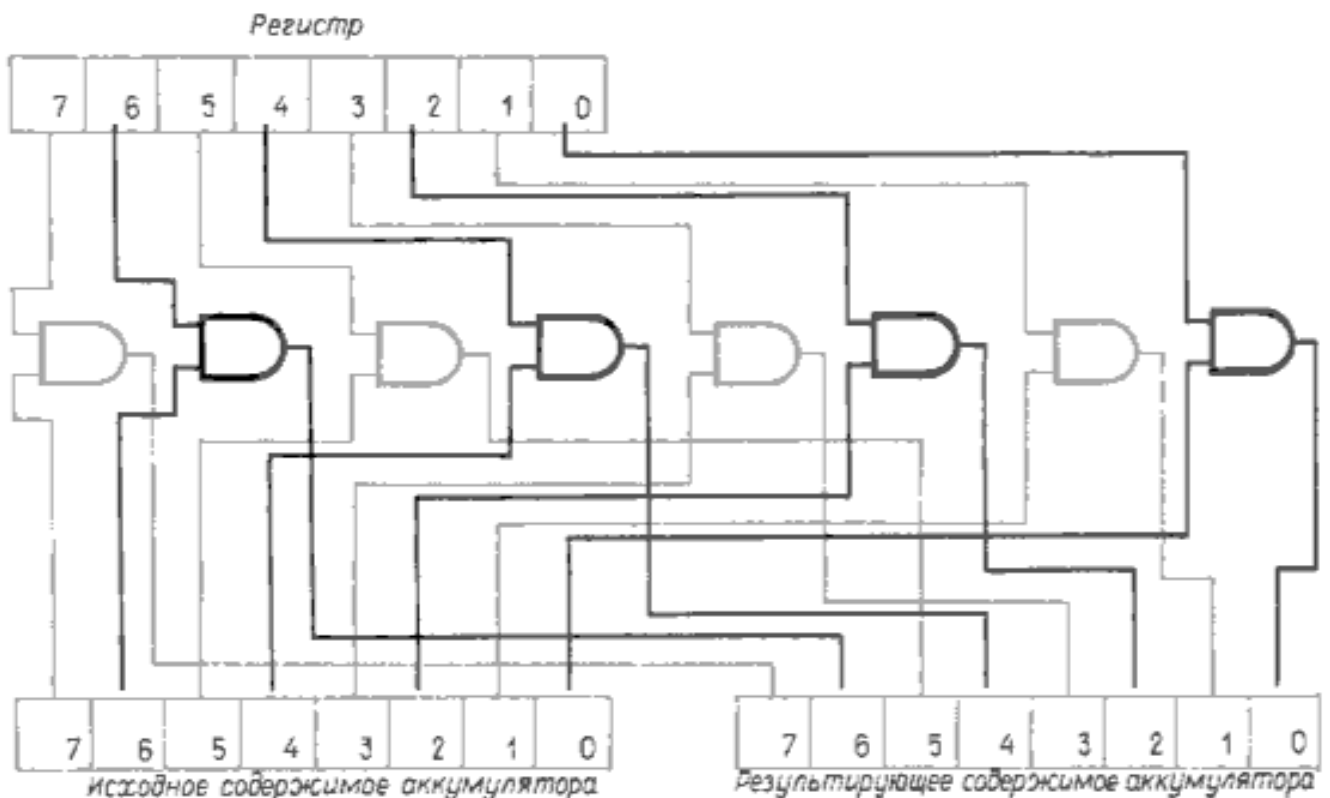 Регистр
7 6 5 4 3 2 1 0
7 6 5 4 3 2 1 0 7 6 5 4 3 2 1 0
Исходное содержимое аккумулятора Результирующее содержимое аккумулятора